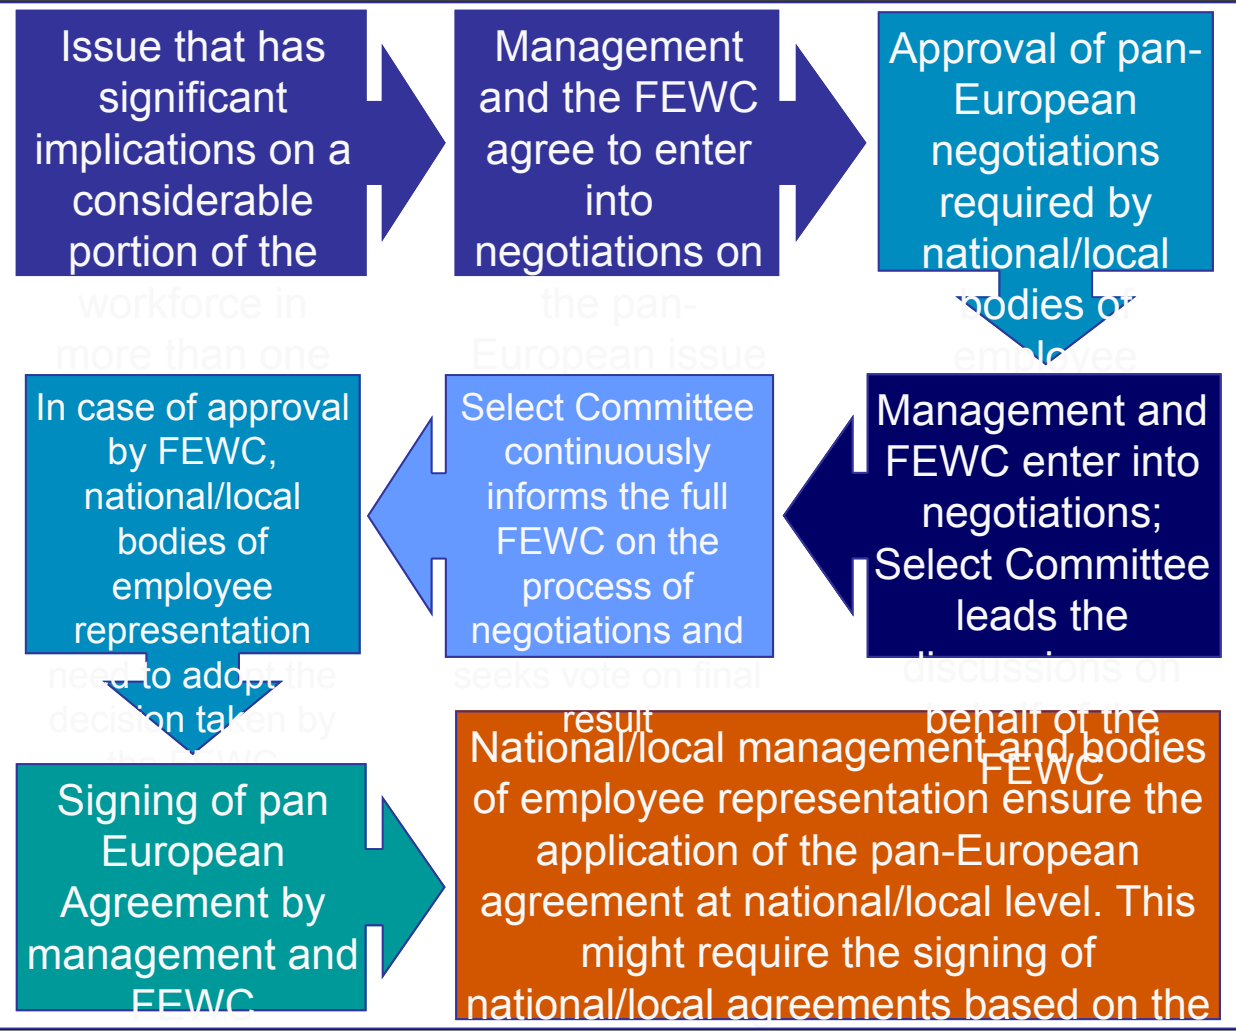 Issue that has
significant
implications on a
considerable
portion of the
workforce in
more than one
Management
and the FEWC
agree to enter
into
negotiations on
the pan-
European issue
Approval of pan-
European
negotiations
required by
national/local
bodies of
employee
Management and
FEWC enter into
negotiations;
Select Committee
leads the
discussions on
behalf of the
FEWC
Select Committee
continuously
informs the full
FEWC on the
process of
negotiations and
seeks vote on final
result
In case of approval
by FEWC,
national/local
bodies of
employee
representation
need to adopt the
decision taken by
the FEWC
Signing of pan
European
Agreement by
management and
FEWC
National/local management and bodies
of employee representation ensure the
application of the pan-European
agreement at national/local level. This
might require the signing of
national/local agreements based on the